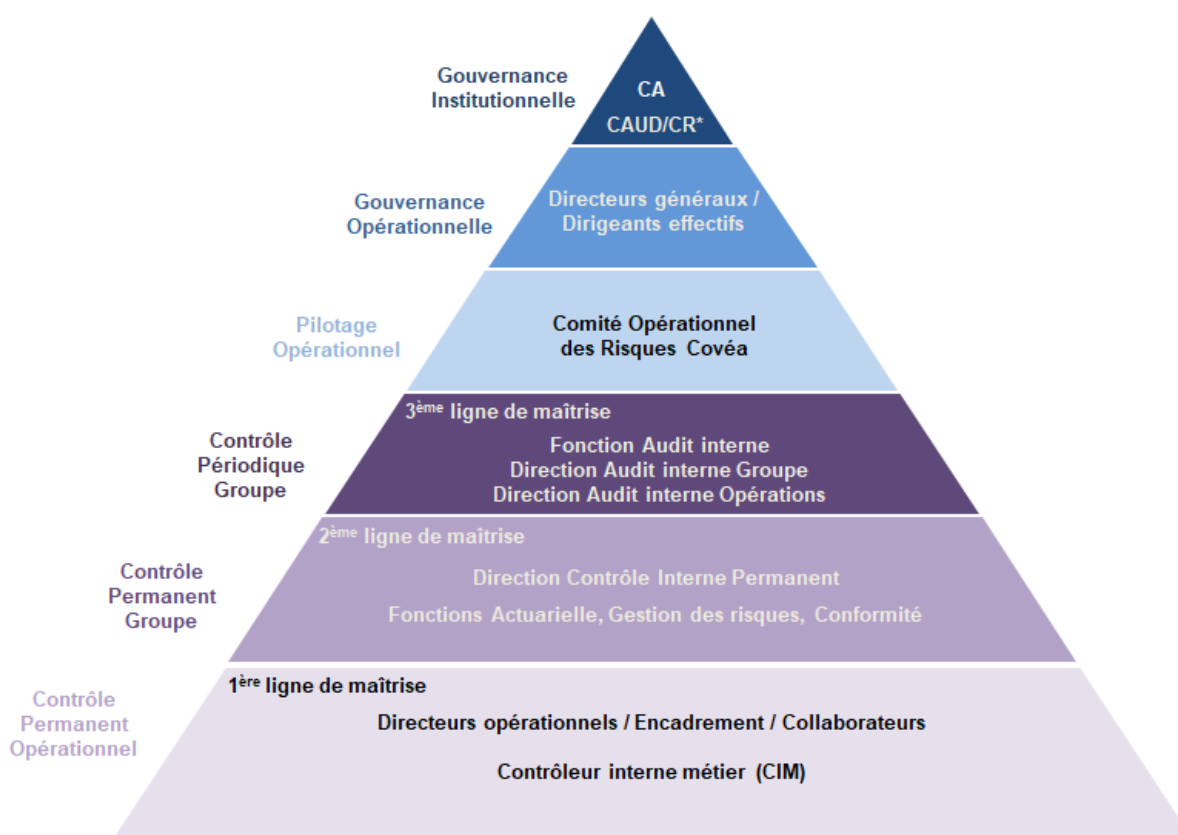 Gouvernance
Institutionnelle
CA
CAUD/CR*
Gouvernance
Opérationnelle
Directeurs généraux /
Dirigeants effectifs
Pilotage
Opérationnel
Comité Opérationnel
des Risques Covéa
Contrôle
Périodique
Groupe
3ème ligne de maîtrise
Fonction Audit interne
Direction Audit interne Groupe
Direction Audit interne Opérations
Contrôle
Permanent
Groupe
2ème ligne de maîtrise
Direction Contrôle Interne Permanent
Fonctions Actuarielle, Gestion des risques, Conformité
Contrôle
Permanent
Opérationnel
1ère ligne de maîtrise
Directeurs opérationnels / Encadrement / Collaborateurs
Contrôleur interne métier (CIM)